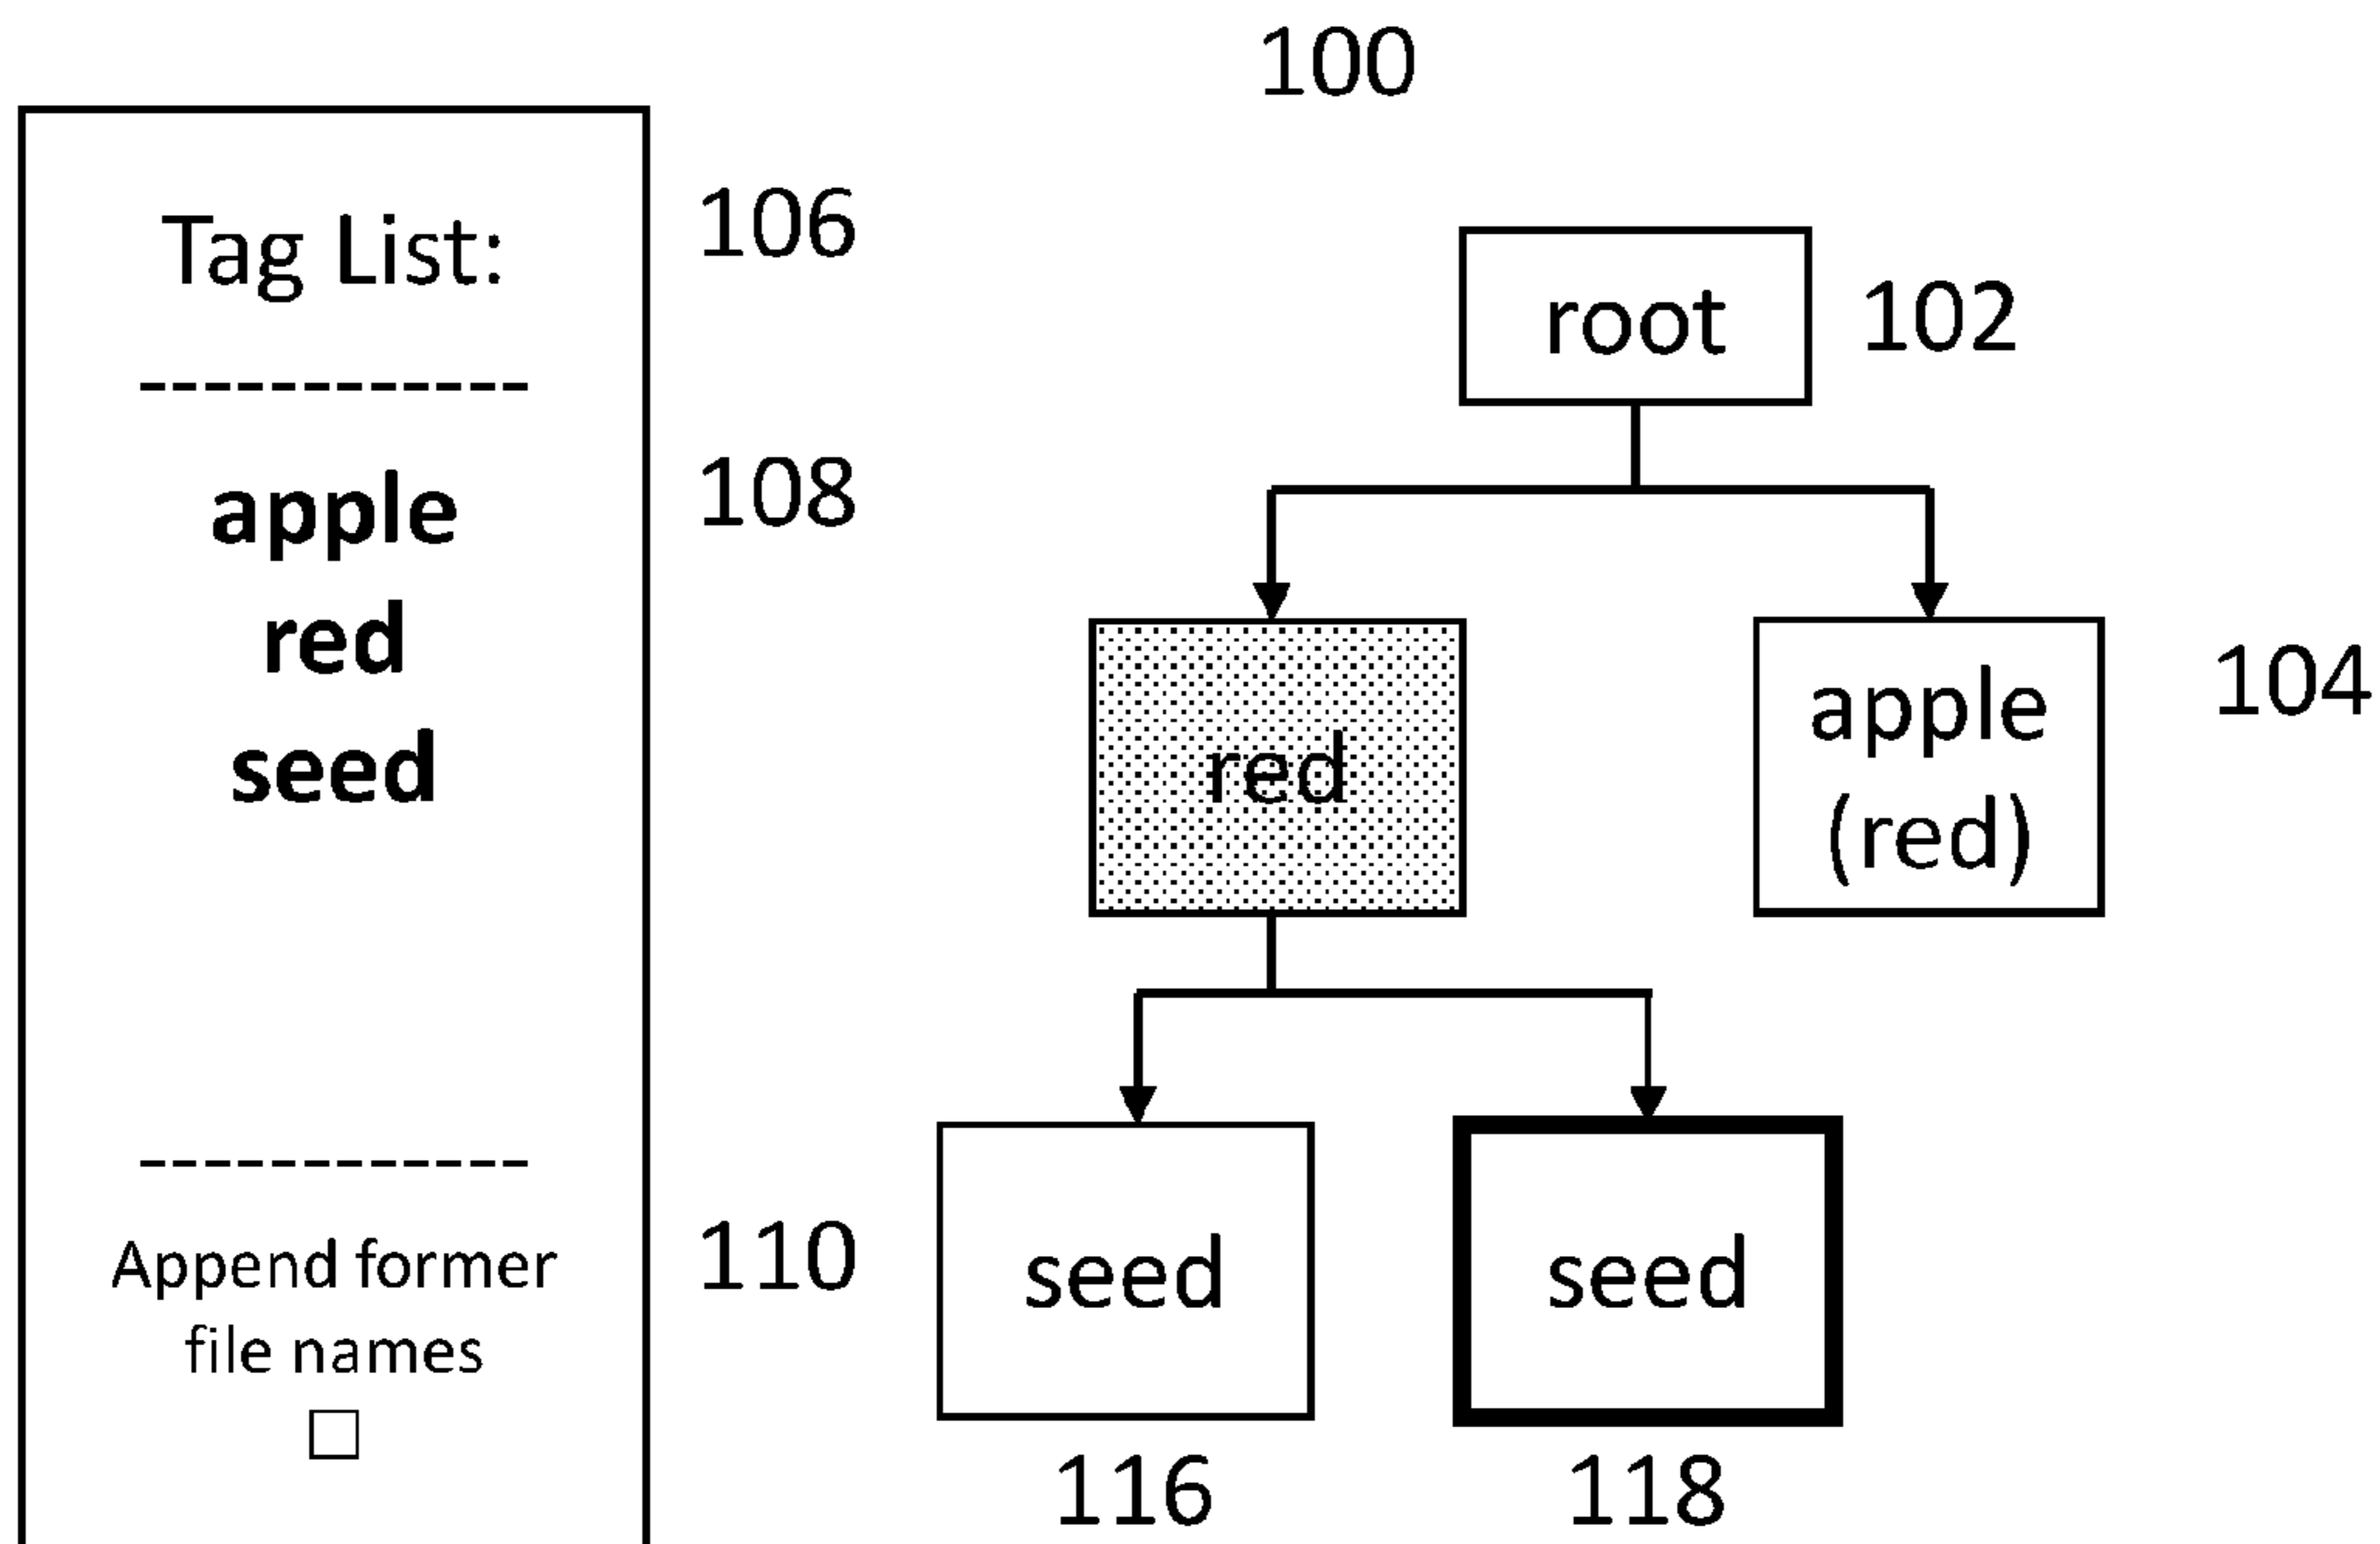 100
Tag List:
106
--------------
apple
108
red
seed
--------------
Append former
file names
110
□
root
102
red
apple
(red)
104
seed
116
seed
118